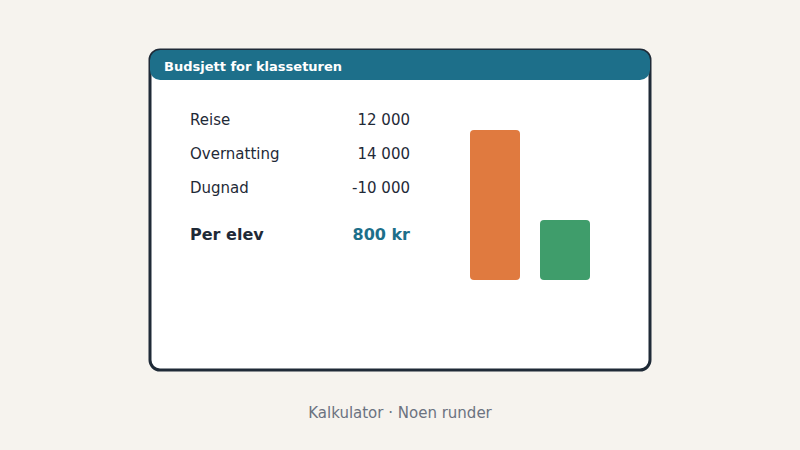 Budsjett for klasseturen
Reise 12 000
Overnatting 14 000
Dugnad -10 000
Per elev 800 kr
Kalkulator · Noen runder